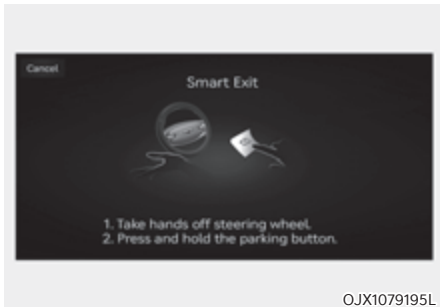 Cancel
Smart Exit
1. Take hands off steering wheel.
2. Press and hold the parking button.
OJX1079195L